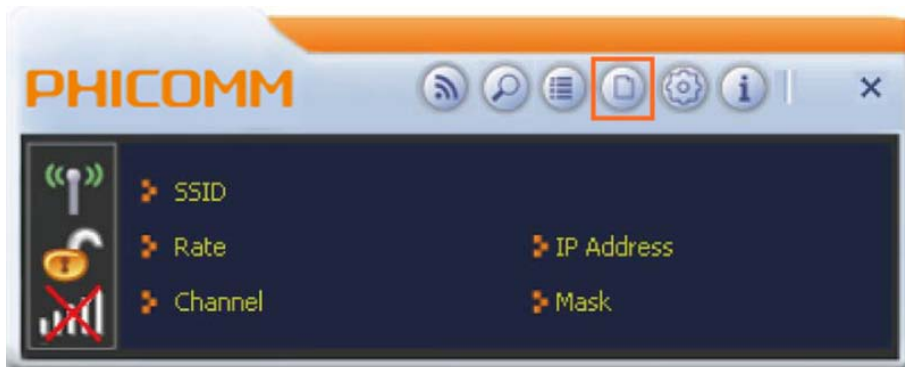 PHICOMM
i
SSID
Rate
IP Address
Channel
Mask